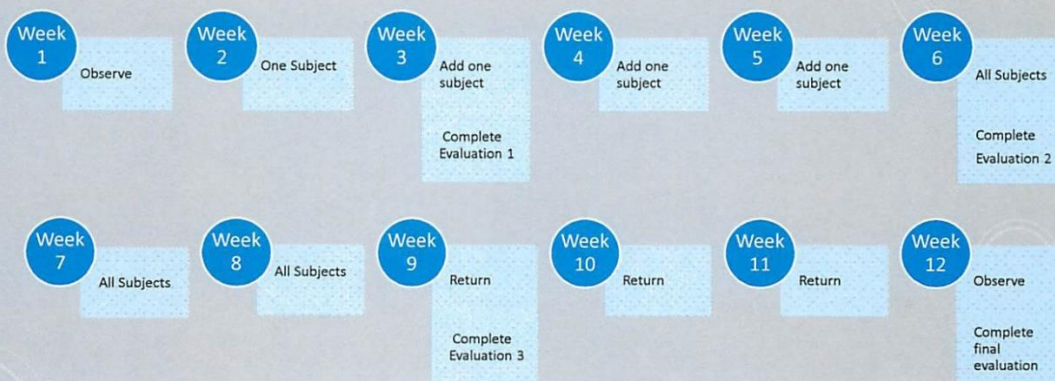 Week
1
Observe
Week
2
One Subject
Week
3
Add one
subject
Complete
Evaluation 1
Week
4
Add one
subject
Week
5
Add one
subject
Week
6
All Subjects
Complete
Evaluation 2
Week
7
All Subjects
Week
8
All Subjects
Week
9
Return
Complete
Evaluation 3
Week
10
Return
Week
11
Return
Week
12
Observe
Complete
final
evaluation